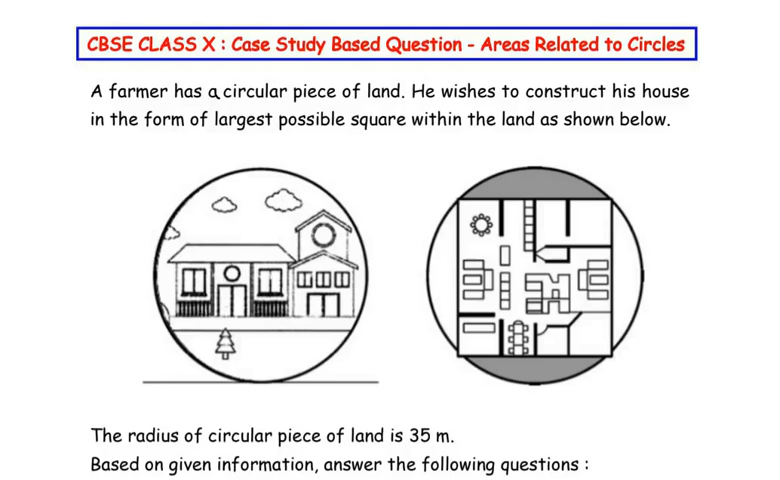 CBSE CLASS X : Case Study Based Question - Areas Related to Circles
A farmer has a circular piece of land. He wishes to construct his house
in the form of largest possible square within the land as shown below.
The radius of circular piece of land is 35 m.
Based on given information, answer the following questions :